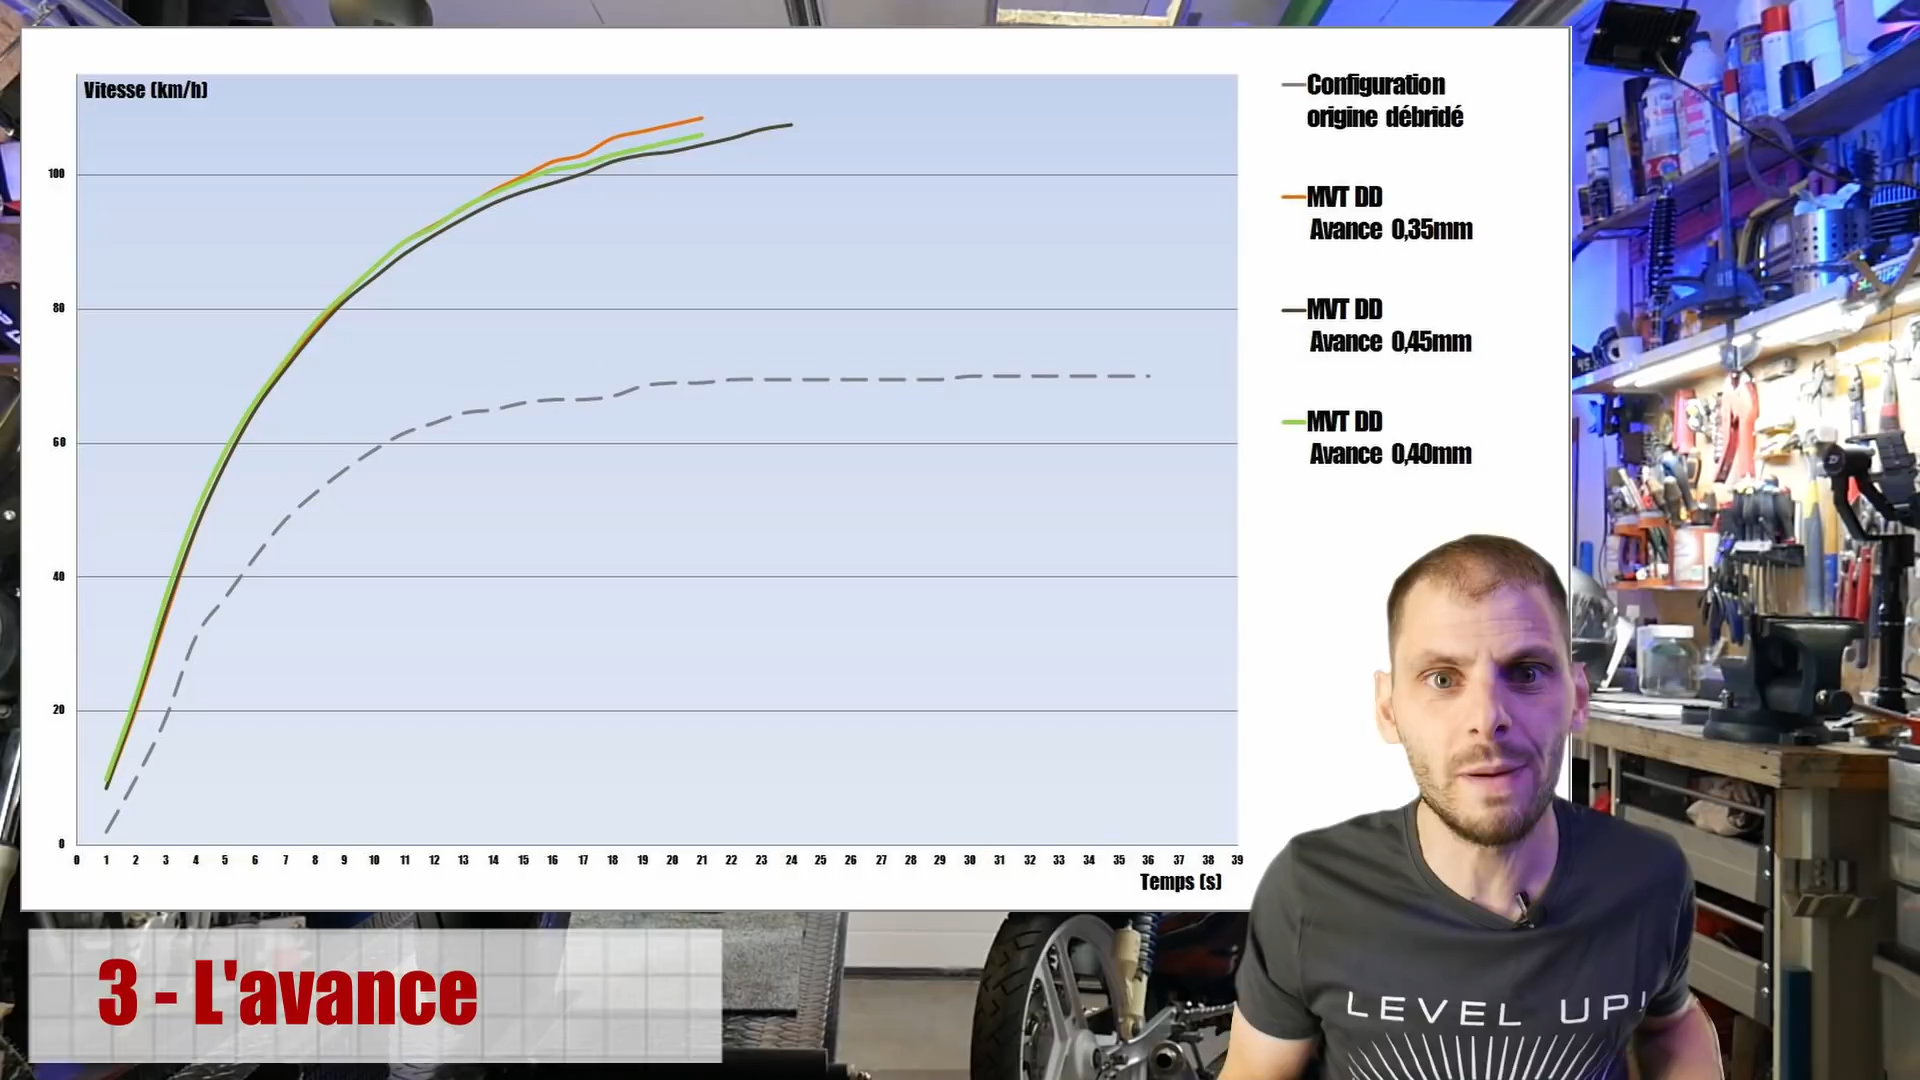 Vitesse (km/h)
100
80
60
40
20
0
0 1 2 3 4 5 6 7 8 9 10 11 12 13 14 15 16 17 18 19 20 21 22 23 24 25 26 27 28 29 30 31 32 33 34 35 36 37 38 39
Temps (s)
Configuration
origine débridé
MVT DD
Avance 0,35mm
MVT DD
Avance 0,45mm
MVT DD
Avance 0,40mm
3 - L'avance
LEVEL UP!